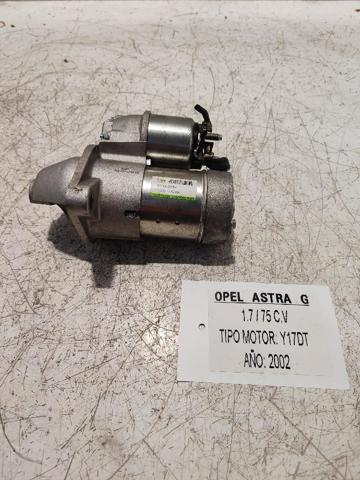 OPEL ASTRA G
1.7 / 75 C.V
TIPO MOTOR: Y17DT
AÑO: 2002